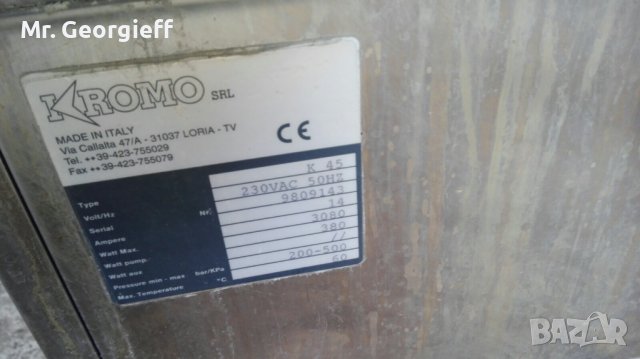 Mr. Georgieff
KROMO SRL
MADE IN ITALY
Via Callalta 47/A - 31037 LORIA - TV
Tel. ++39-423-755029
Fax ++39-423-755079
CE
Type K 45
Volt/Hz 230VAC 50HZ
Serial Nr. 9809143
Ampere 14
Watt Max. 3080
Watt pump. 380
Watt aux //
Pressure min - max bar/KPa 200-500
Max. Temperature °C 60
BAZAR